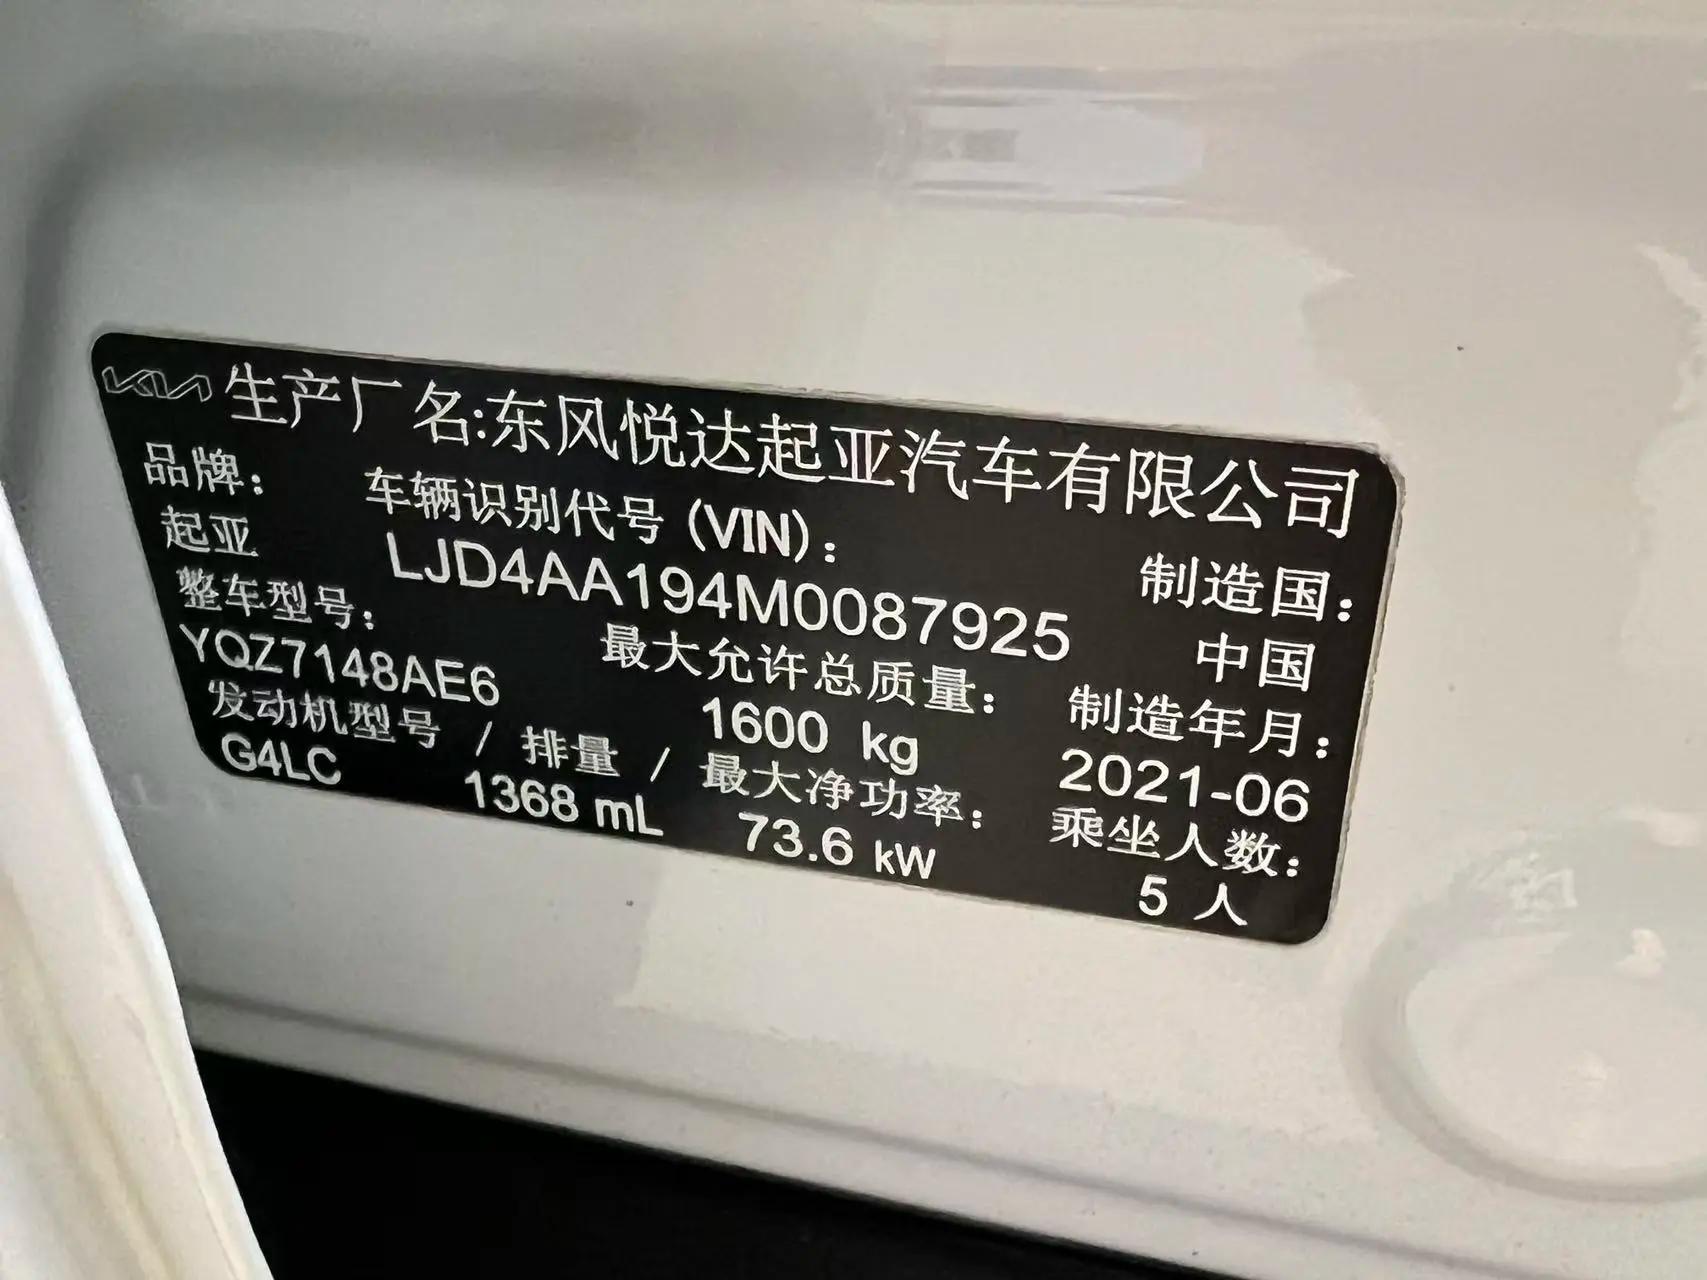 KIA 生产厂名:东风悦达起亚汽车有限公司
品牌: 车辆识别代号 (VIN): 制造国:
起亚 LJD4AA194M0087925 中国
整车型号: 最大允许总质量: 制造年月:
YQZ7148AE6 1600 kg 2021-06
发动机型号 / 排量 / 最大净功率: 乘坐人数:
G4LC 1368 mL 73.6 kW 5 人